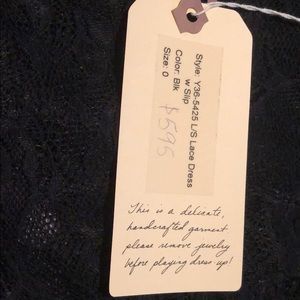 Style: Y36-5425 L/S Lace Dress
w Slip
Color: Blk
Size: 0
$595
This is a delicate,
handcrafted garment
please remove jewelry
before playing dress up!